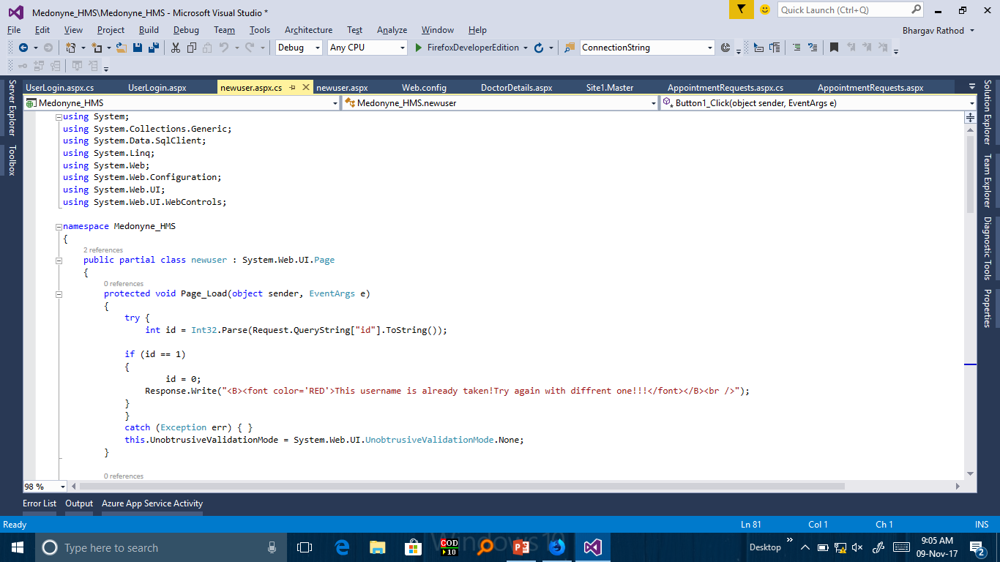 Medonyne_HMS\Medonyne_HMS - Microsoft Visual Studio *
Quick Launch (Ctrl+Q)
File Edit View Project Build Debug Team Tools Architecture Test Analyze Window Help
Bhargav Rathod
Debug Any CPU FirefoxDeveloperEdition ConnectionString
UserLogin.aspx.cs UserLogin.aspx newuser.aspx.cs newuser.aspx Web.config DoctorDetails.aspx Site1.Master AppointmentRequests.aspx.cs AppointmentRequests.aspx
Medonyne_HMS Medonyne_HMS.newuser Button1_Click(object sender, EventArgs e)
Server Explorer
Toolbox
using System;
using System.Collections.Generic;
using System.Data.SqlClient;
using System.Linq;
using System.Web;
using System.Web.Configuration;
using System.Web.UI;
using System.Web.UI.WebControls;
namespace Medonyne_HMS
{
2 references
public partial class newuser : System.Web.UI.Page
{
0 references
protected void Page_Load(object sender, EventArgs e)
{
try {
int id = Int32.Parse(Request.QueryString["id"].ToString());
if (id == 1)
{
id = 0;
Response.Write("<B><font color='RED'>This username is already taken!Try again with diffrent one!!!</font></B><br />");
}
}
catch (Exception err) { }
this.UnobtrusiveValidationMode = System.Web.UI.UnobtrusiveValidationMode.None;
}
0 references
Solution Explorer
Team Explorer
Diagnostic Tools
Properties
98 %
Error List Output Azure App Service Activity
Ready Ln 81 Col 1 Ch 1 INS
Type here to search
COD
10
Windows 10
Desktop
9:05 AM
09-Nov-17
2